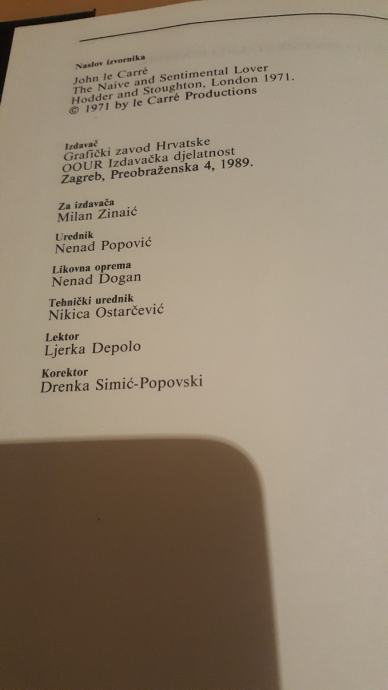 Naslov izvornika
John le Carré
The Naive and Sentimental Lover
Hodder and Stoughton, London 1971.
© 1971 by le Carré Productions
Izdavač
Grafički zavod Hrvatske
OOUR Izdavačka djelatnost
Zagreb, Preobraženska 4, 1989.
Za izdavača
Milan Zinaić
Urednik
Nenad Popović
Likovna oprema
Nenad Dogan
Tehnički urednik
Nikica Ostarčević
Lektor
Ljerka Depolo
Korektor
Drenka Simić-Popovski